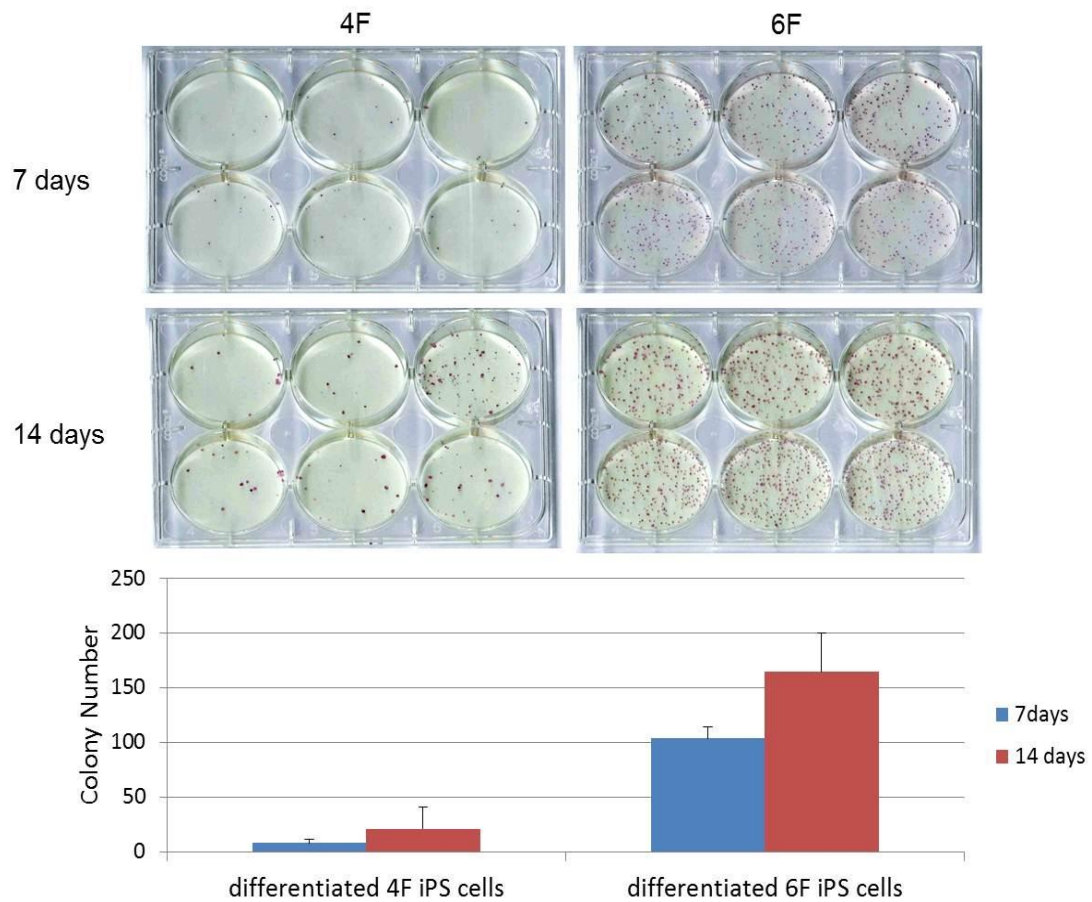 4F 6F
7 days
14 days
250
200
150
100
50
0
Colony Number
7days
14 days
differentiated 4F iPS cells differentiated 6F iPS cells